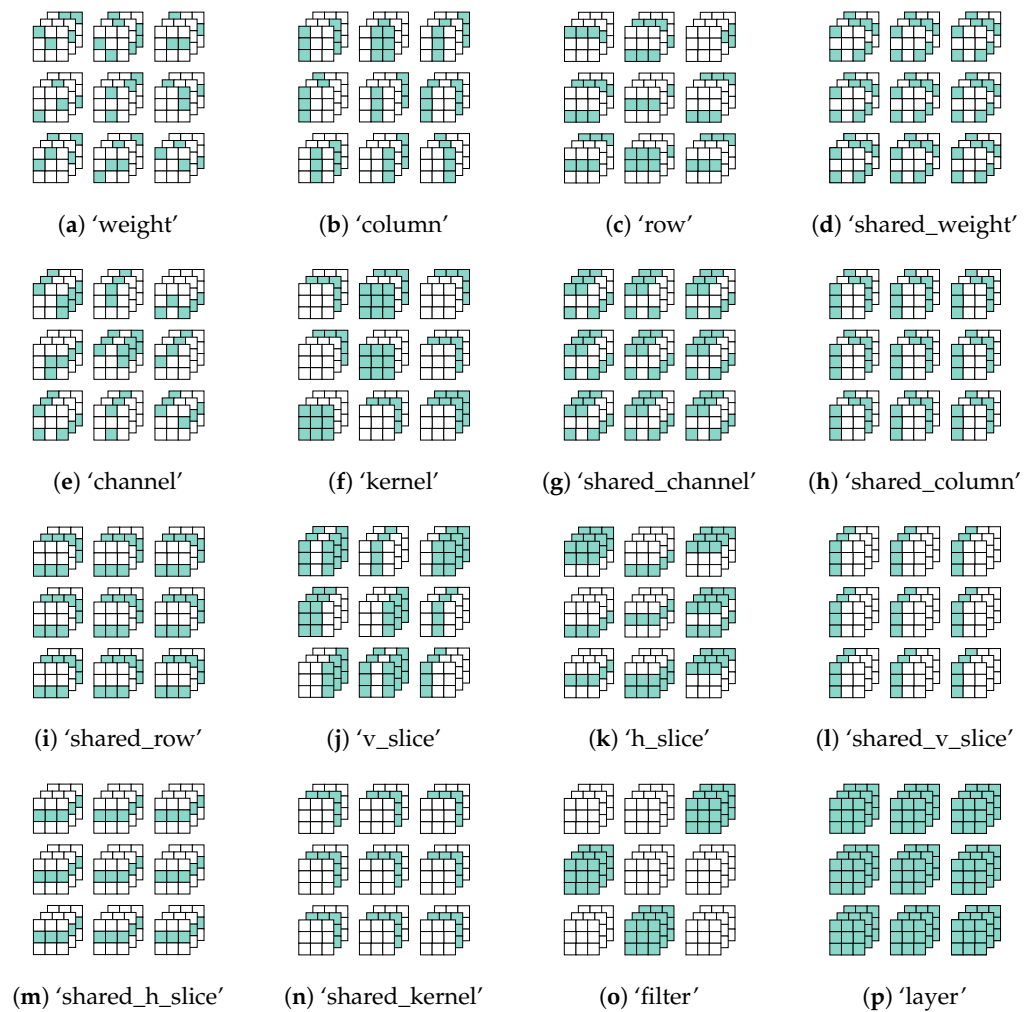 (a) ‘weight’ (b) ‘column’ (c) ‘row’ (d) ‘shared_weight’
(e) ‘channel’ (f) ‘kernel’ (g) ‘shared_channel’ (h) ‘shared_column’
(i) ‘shared_row’ (j) ‘v_slice’ (k) ‘h_slice’ (l) ‘shared_v_slice’
(m) ‘shared_h_slice’ (n) ‘shared_kernel’ (o) ‘filter’ (p) ‘layer’